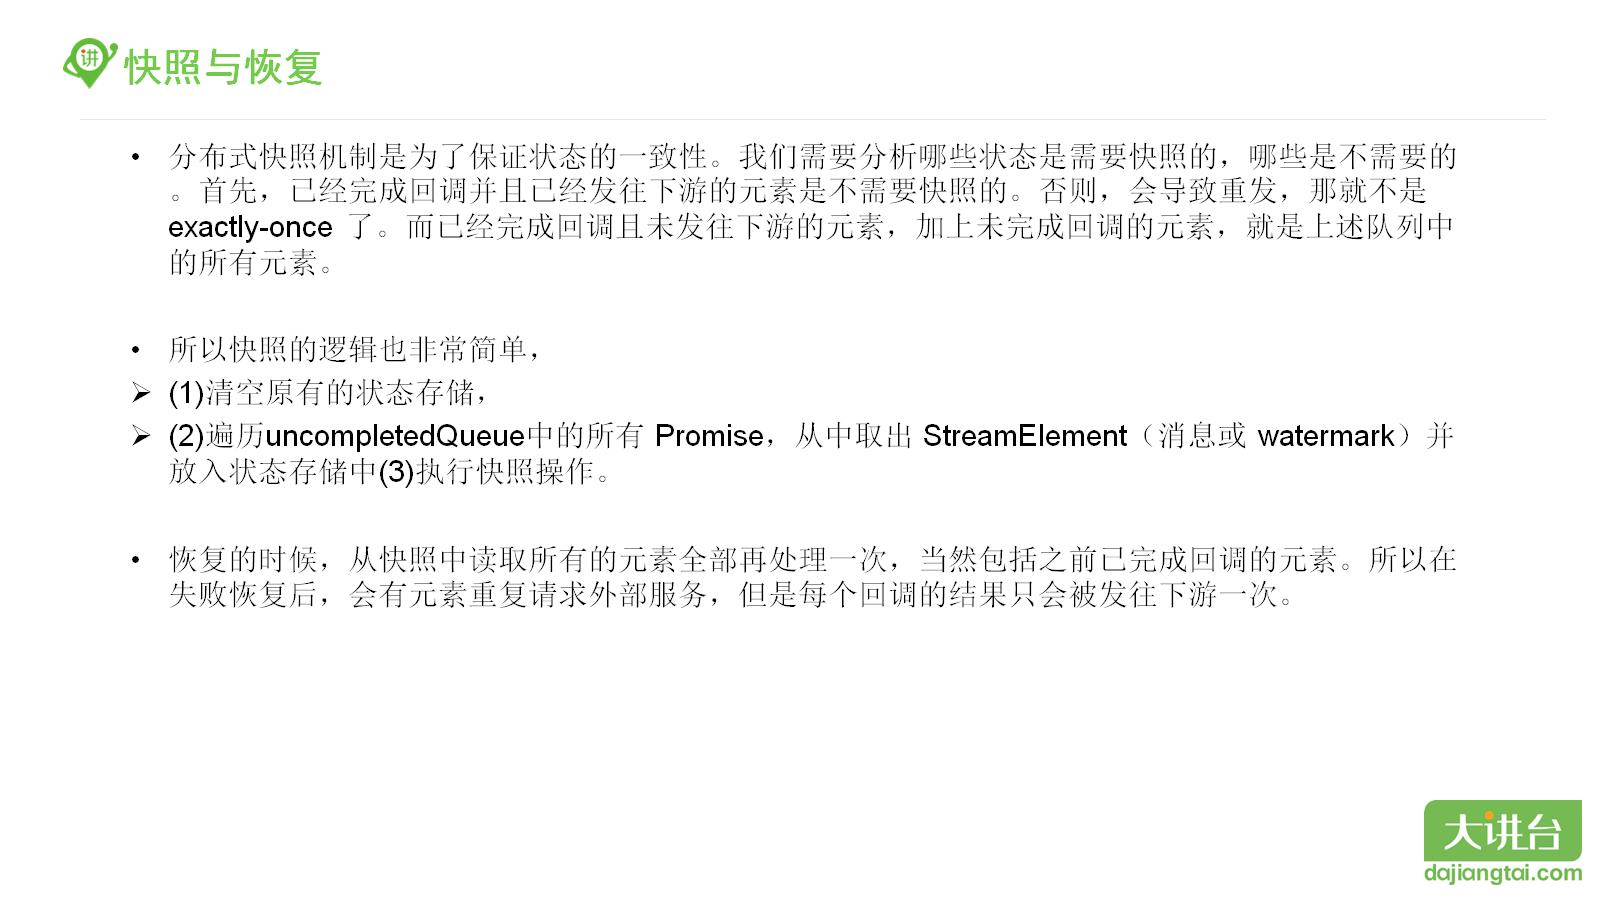 讲
快照与恢复
• 分布式快照机制是为了保证状态的一致性。我们需要分析哪些状态是需要快照的，哪些是不需要的
。首先，已经完成回调并且已经发往下游的元素是不需要快照的。否则，会导致重发，那就不是
exactly-once 了。而已经完成回调且未发往下游的元素，加上未完成回调的元素，就是上述队列中
的所有元素。
• 所以快照的逻辑也非常简单，
➢ (1)清空原有的状态存储，
➢ (2)遍历uncompletedQueue中的所有 Promise，从中取出 StreamElement（消息或 watermark）并
放入状态存储中(3)执行快照操作。
• 恢复的时候，从快照中读取所有的元素全部再处理一次，当然包括之前已完成回调的元素。所以在
失败恢复后，会有元素重复请求外部服务，但是每个回调的结果只会被发往下游一次。
大讲台
dajiangtai.com